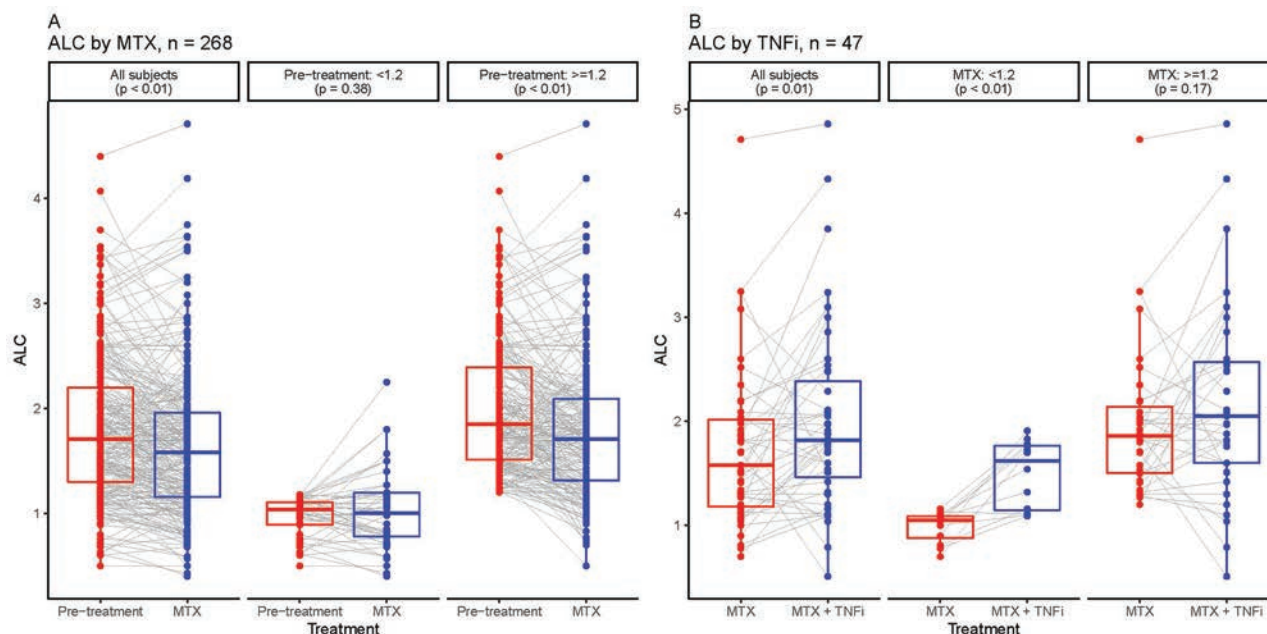 A
ALC by MTX, n = 268
All subjects
(p < 0.01)
Pre−treatment: <1.2
(p = 0.38)
Pre−treatment: >=1.2
(p < 0.01)
ALC
4
3
2
1
Pre−treatment
MTX
Pre−treatment
MTX
Pre−treatment
MTX
Treatment
B
ALC by TNFi, n = 47
All subjects
(p = 0.01)
MTX: <1.2
(p < 0.01)
MTX: >=1.2
(p = 0.17)
ALC
5
4
3
2
1
MTX
MTX + TNFi
MTX
MTX + TNFi
MTX
MTX + TNFi
Treatment